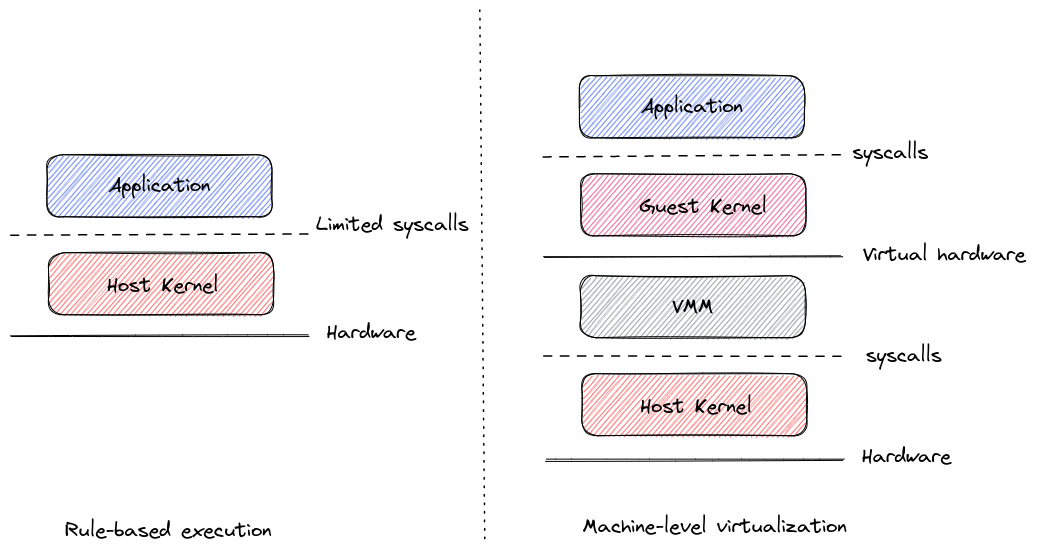 Application
Limited syscalls
Host Kernel
Hardware
Rule-based execution
Application
syscalls
Guest Kernel
Virtual hardware
VMM
syscalls
Host Kernel
Hardware
Machine-level virtualization